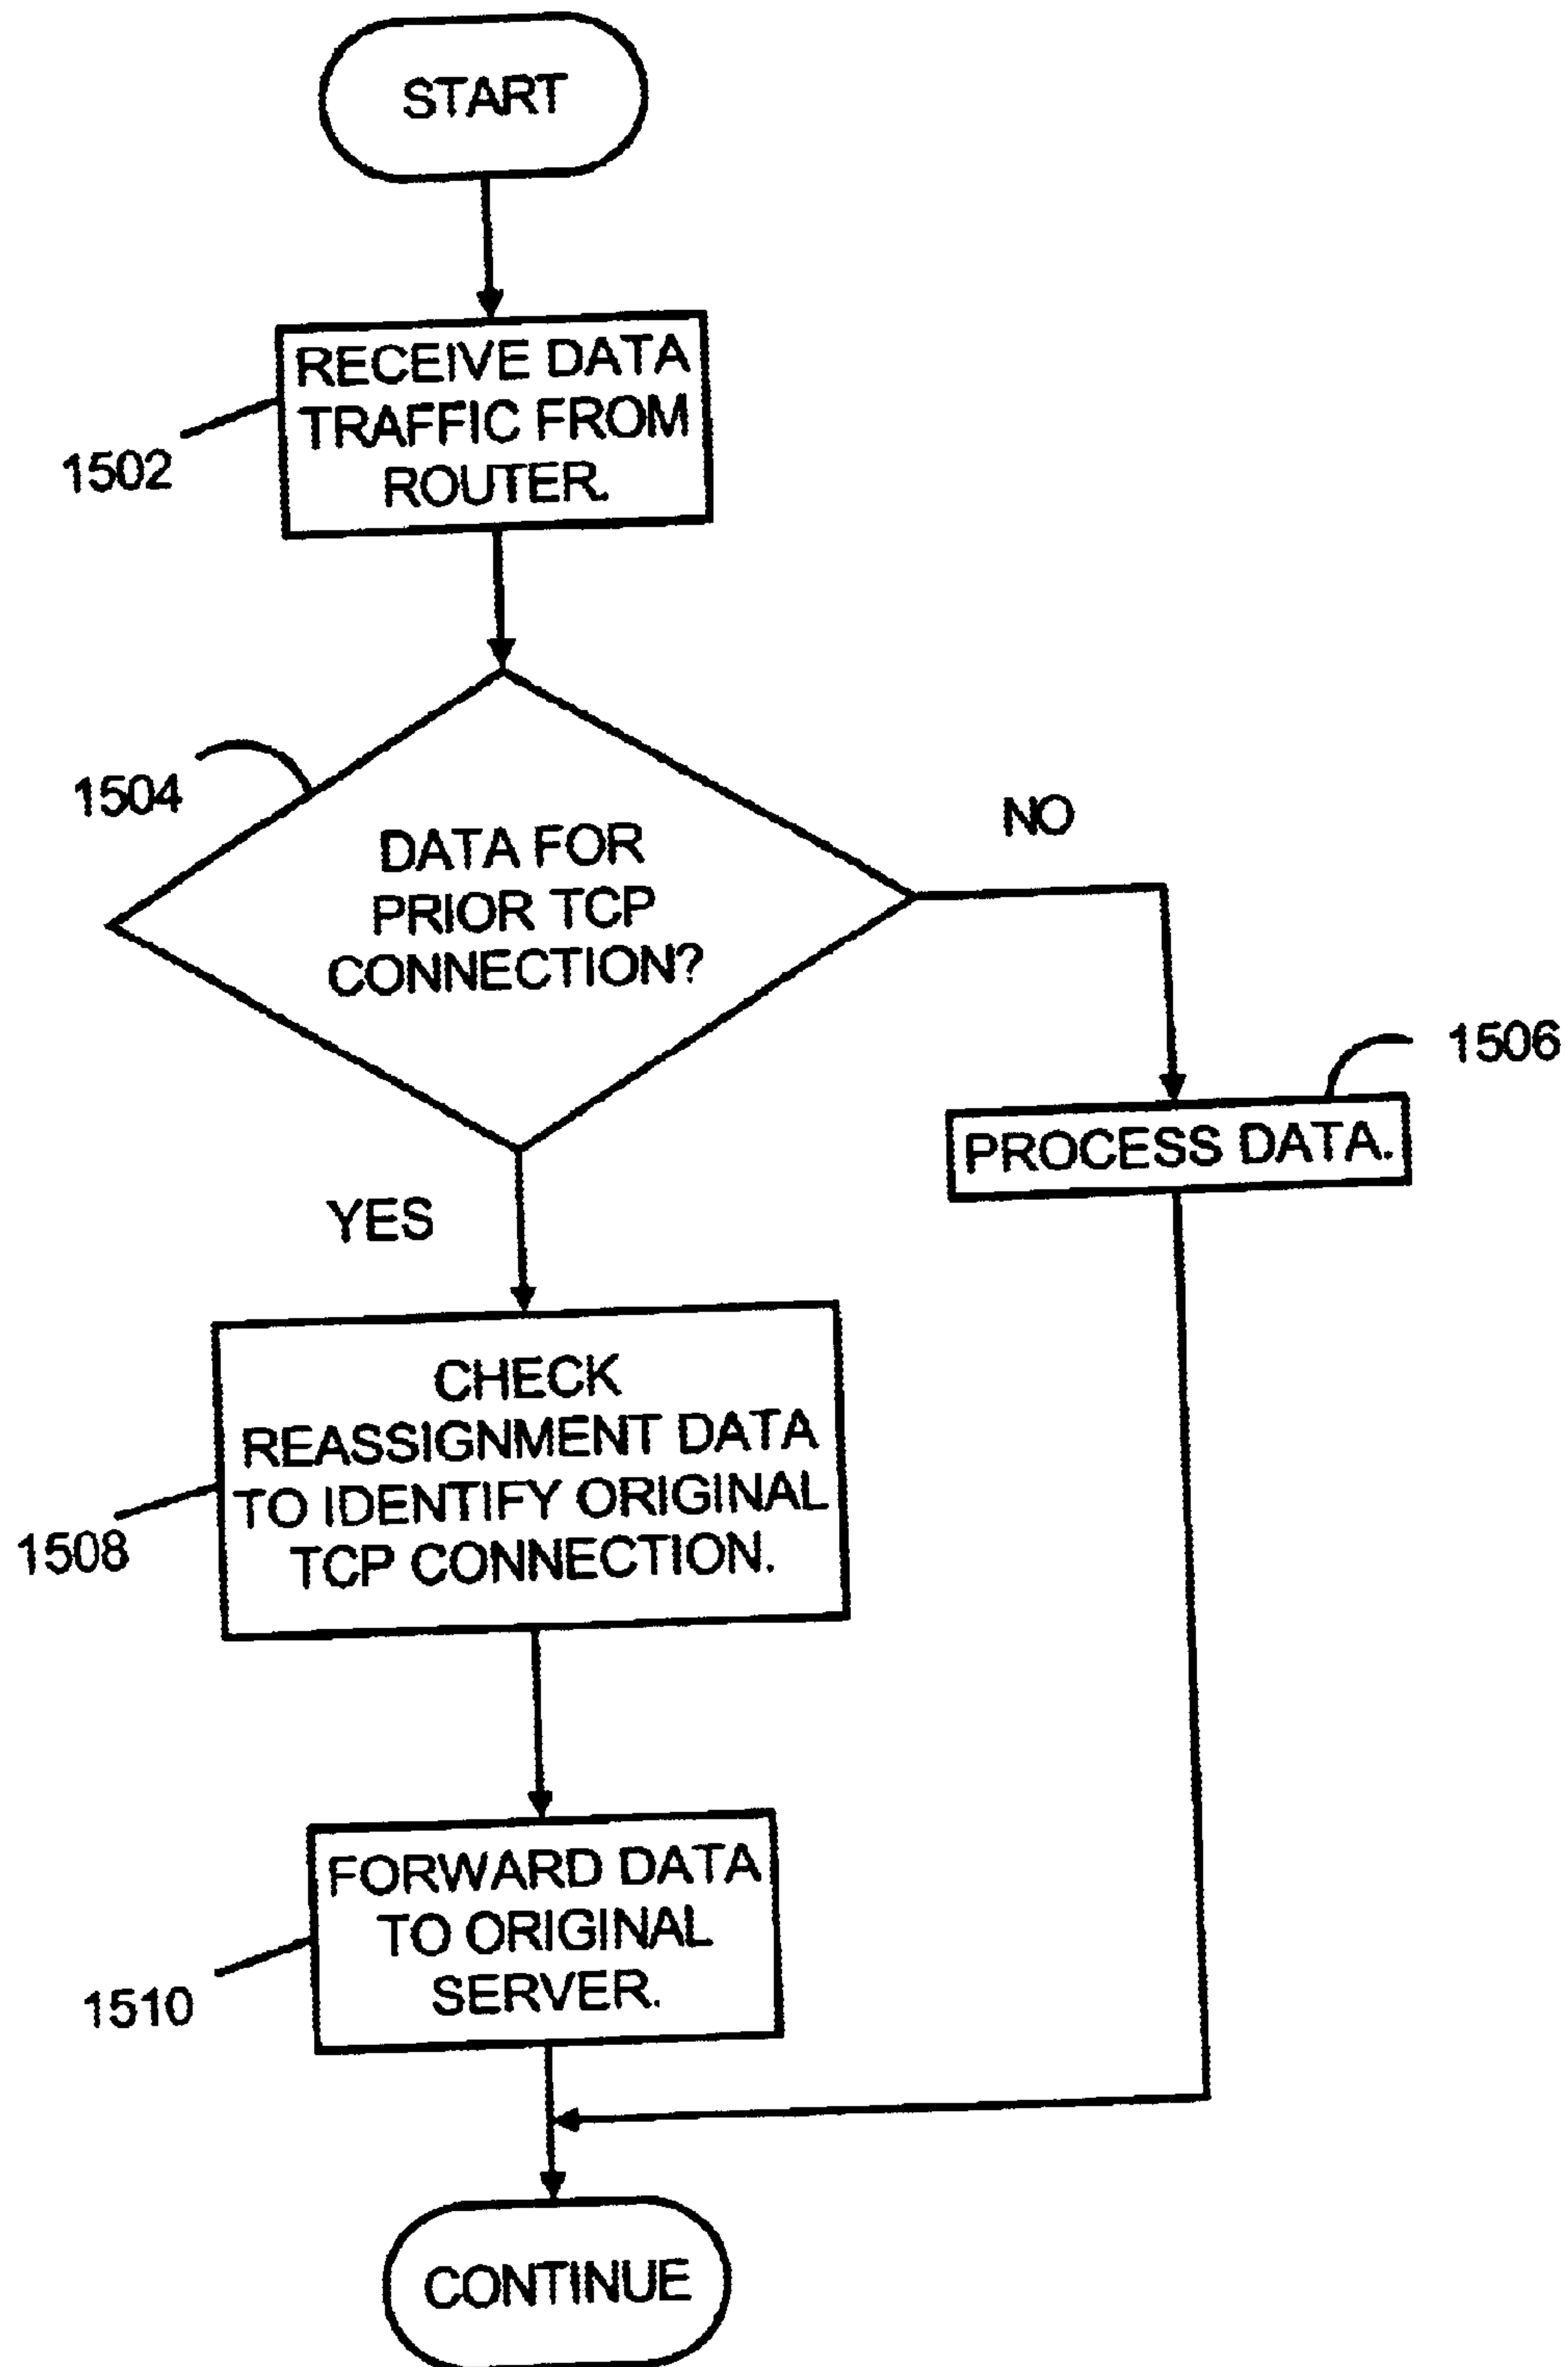 START
RECEIVE DATA
TRAFFIC FROM
ROUTER.
1502
1504
DATA FOR
PRIOR TCP
CONNECTION?
NO
1506
PROCESS DATA.
YES
CHECK
REASSIGNMENT DATA
TO IDENTIFY ORIGINAL
TCP CONNECTION.
1508
FORWARD DATA
TO ORIGINAL
SERVER.
1510
CONTINUE